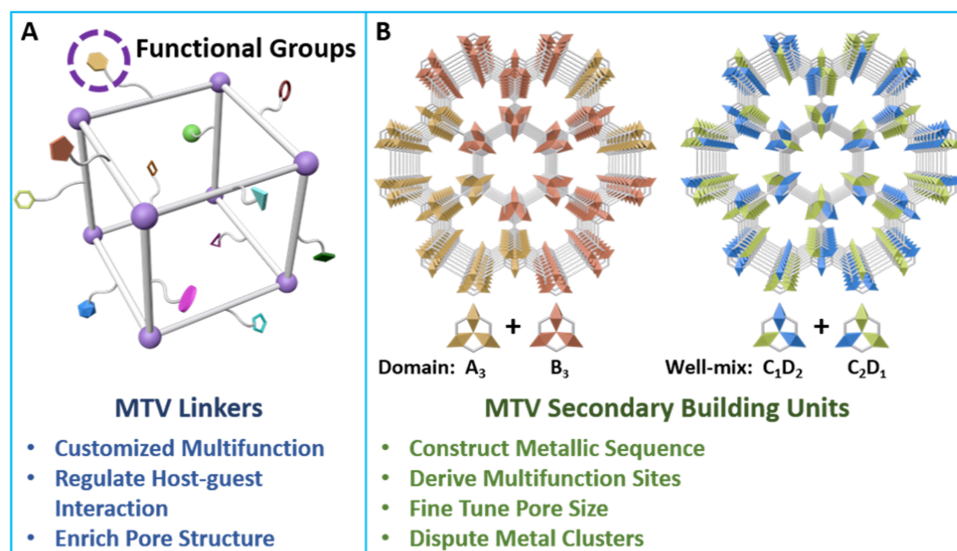 A
Functional Groups
MTV Linkers
• Customized Multifunction
• Regulate Host-guest
Interaction
• Enrich Pore Structure
B
+
+
Domain: A₃ B₃
Well-mix: C₁D₂ C₂D₁
MTV Secondary Building Units
• Construct Metallic Sequence
• Derive Multifunction Sites
• Fine Tune Pore Size
• Dispute Metal Clusters